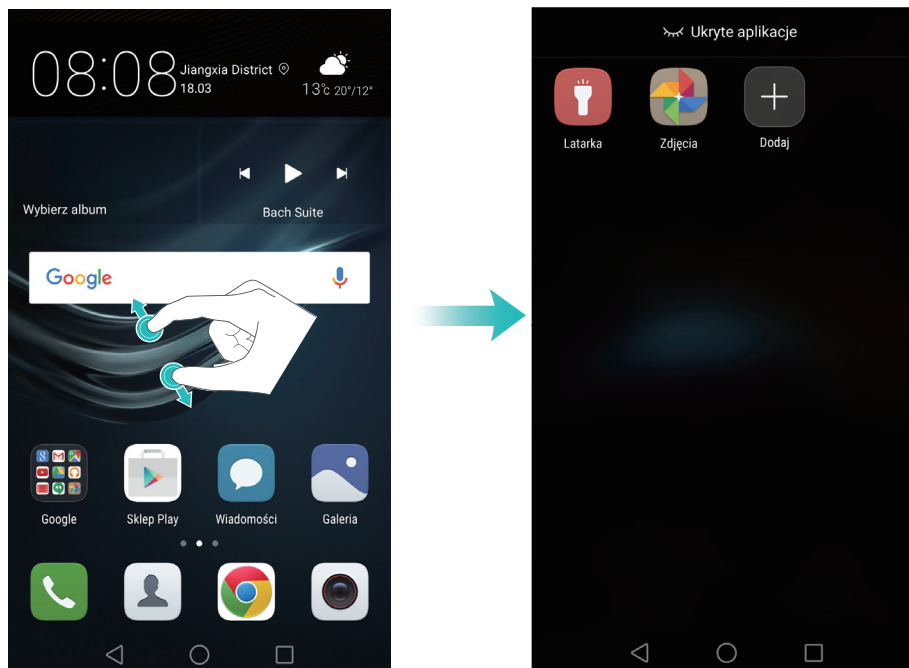 08:08
Jiangxia District
18.03
13°c 20°/12°
Wybierz album
Bach Suite
Google
Google
Sklep Play
Wiadomości
Galeria
Ukryte aplikacje
Latarka
Zdjęcia
Dodaj